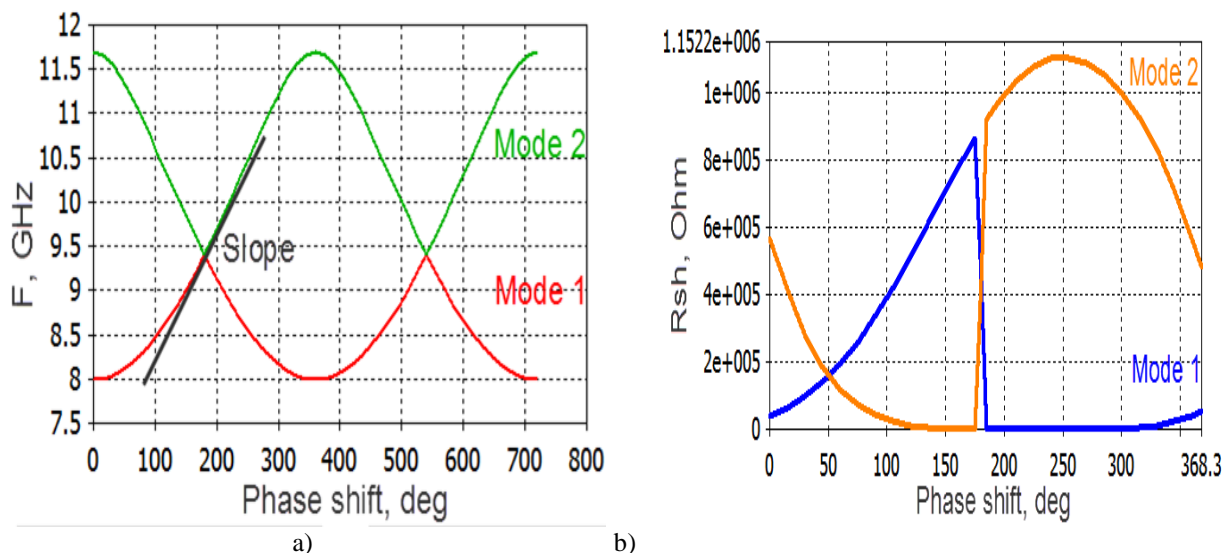 12
11.5
11
10.5
10
9.5
9
8.5
8
7.5
F, GHz
0 100 200 300 400 500 600 700 800
Phase shift, deg
Mode 2
Slope
Mode 1
a)
1.1522e+006
1e+006
8e+005
6e+005
4e+005
2e+005
0
Rsh, Ohm
0 50 100 150 200 250 300 368.3
Phase shift, deg
Mode 2
Mode 1
b)